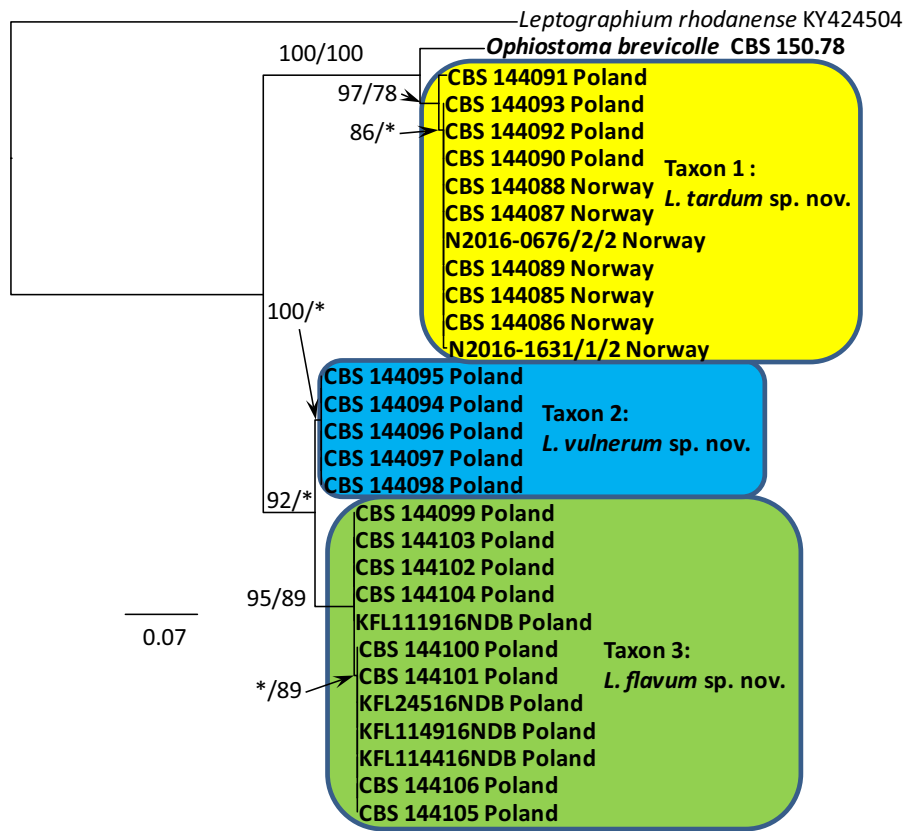 Leptographium rhodanense KY424504
Ophiostoma brevicolle CBS 150.78
100/100
CBS 144091 Poland
97/78
CBS 144093 Poland
86/*
CBS 144092 Poland
CBS 144090 Poland
Taxon 1 :
CBS 144088 Norway
L. tardum sp. nov.
CBS 144087 Norway
N2016-0676/2/2 Norway
CBS 144089 Norway
CBS 144085 Norway
CBS 144086 Norway
N2016-1631/1/2 Norway
100/*
CBS 144095 Poland
CBS 144094 Poland
Taxon 2:
CBS 144096 Poland
L. vulnerum sp. nov.
CBS 144097 Poland
CBS 144098 Poland
92/*
CBS 144099 Poland
CBS 144103 Poland
CBS 144102 Poland
CBS 144104 Poland
95/89
KFL111916NDB Poland
0.07
CBS 144100 Poland
Taxon 3:
CBS 144101 Poland
L. flavum sp. nov.
*/89
KFL24516NDB Poland
KFL114916NDB Poland
KFL114416NDB Poland
CBS 144106 Poland
CBS 144105 Poland